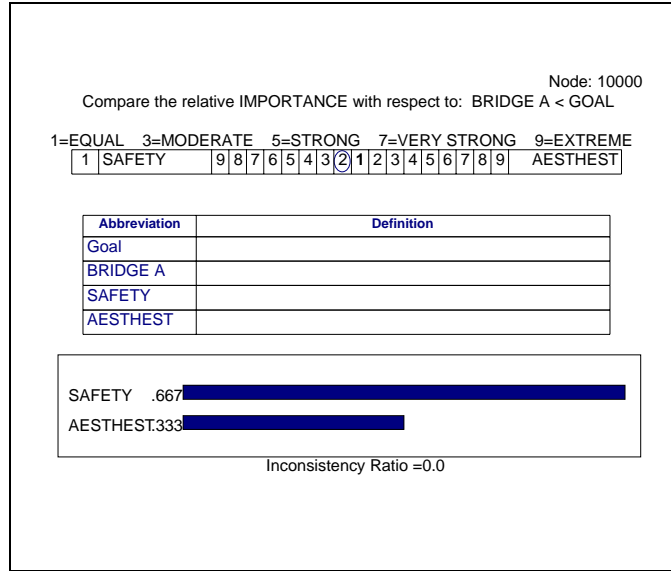 Node: 10000
Compare the relative IMPORTANCE with respect to: BRIDGE A < GOAL
1=EQUAL 3=MODERATE 5=STRONG 7=VERY STRONG 9=EXTREME
1 SAFETY 9 8 7 6 5 4 3 2 1 2 3 4 5 6 7 8 9 AESTHEST
Abbreviation Definition
Goal
BRIDGE A
SAFETY
AESTHEST
SAFETY .667
AESTHEST .333
Inconsistency Ratio =0.0